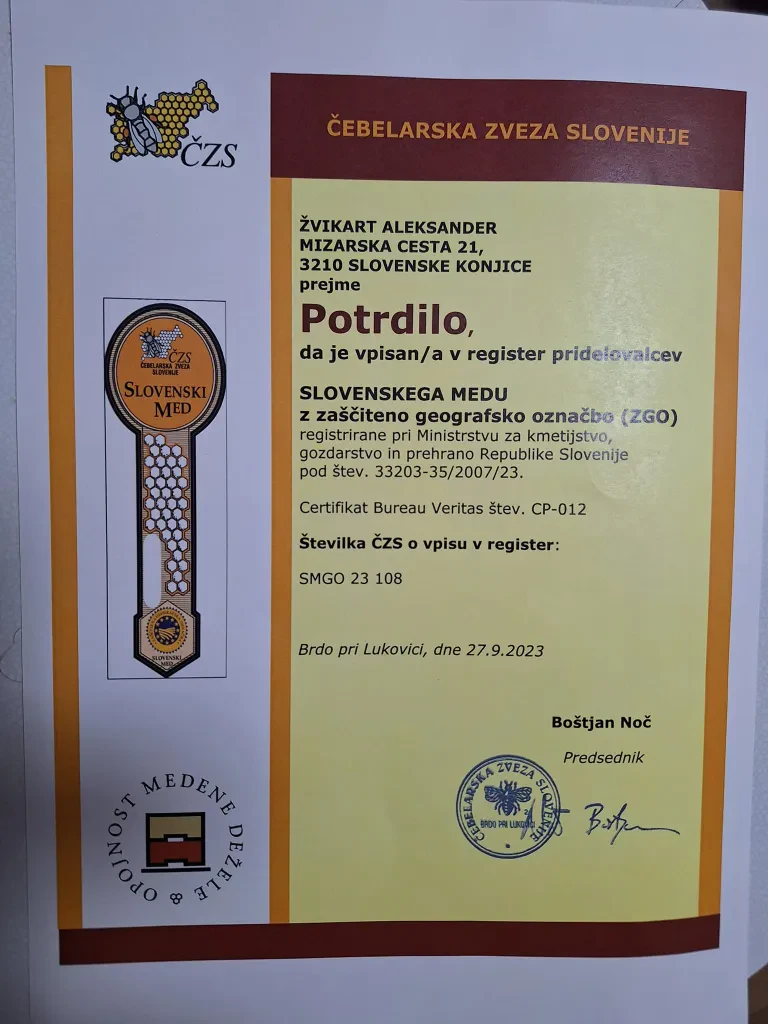 ČZS
ČEBELARSKA ZVEZA SLOVENIJE
ŽVIKART ALEKSANDER
MIZARSKA CESTA 21,
3210 SLOVENSKE KONJICE
prejme
Potrdilo,
da je vpisan/a v register pridelovalcev
SLOVENSKEGA MEDU
z zaščiteno geografsko označbo (ZGO)
registrirane pri Ministrstvu za kmetijstvo,
gozdarstvo in prehrano Republike Slovenije
pod štev. 33203-35/2007/23.
Certifikat Bureau Veritas štev. CP-012
Številka ČZS o vpisu v register:
SMGO 23 108
Brdo pri Lukovici, dne 27.9.2023
Boštjan Noč
Predsednik
ČEBELARSKA ZVEZA SLOVENIJE
BRDO PRI LUKOVICI
ČZS
ČEBELARSKA ZVEZA
SLOVENIJE
SLOVENSKI
MED
SLOVENSKI
MED
OPOJNOST MEDENE DEŽELE